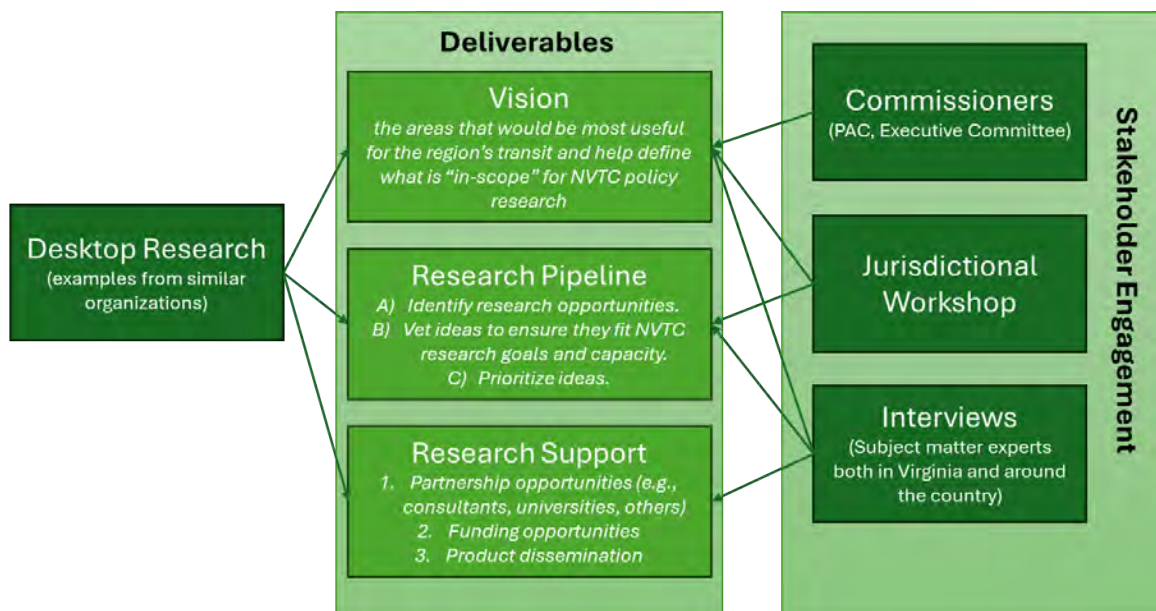 Desktop Research
(examples from similar
organizations)
Deliverables
Vision
the areas that would be most useful
for the region's transit and help define
what is "in-scope" for NVTC policy
research
Research Pipeline
A) Identify research opportunities.
B) Vet ideas to ensure they fit NVTC
research goals and capacity.
C) Prioritize ideas.
Research Support
1. Partnership opportunities (e.g.,
consultants, universities, others)
2. Funding opportunities
3. Product dissemination
Commissioners
(PAC, Executive Committee)
Jurisdictional
Workshop
Interviews
(Subject matter experts
both in Virginia and around
the country)
Stakeholder Engagement